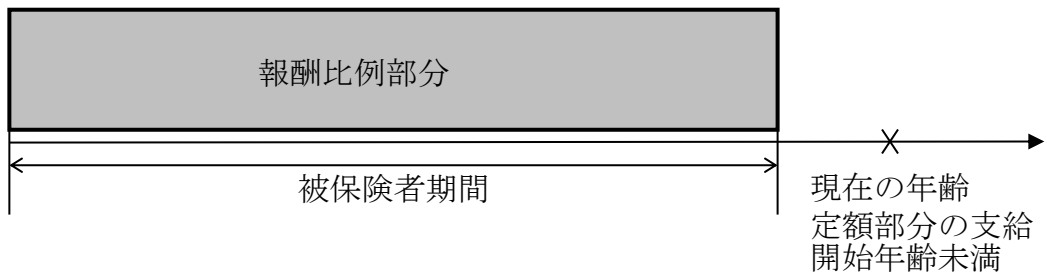 報酬比例部分
被保険者期間
現在の年齢
定額部分の支給
開始年齢未満